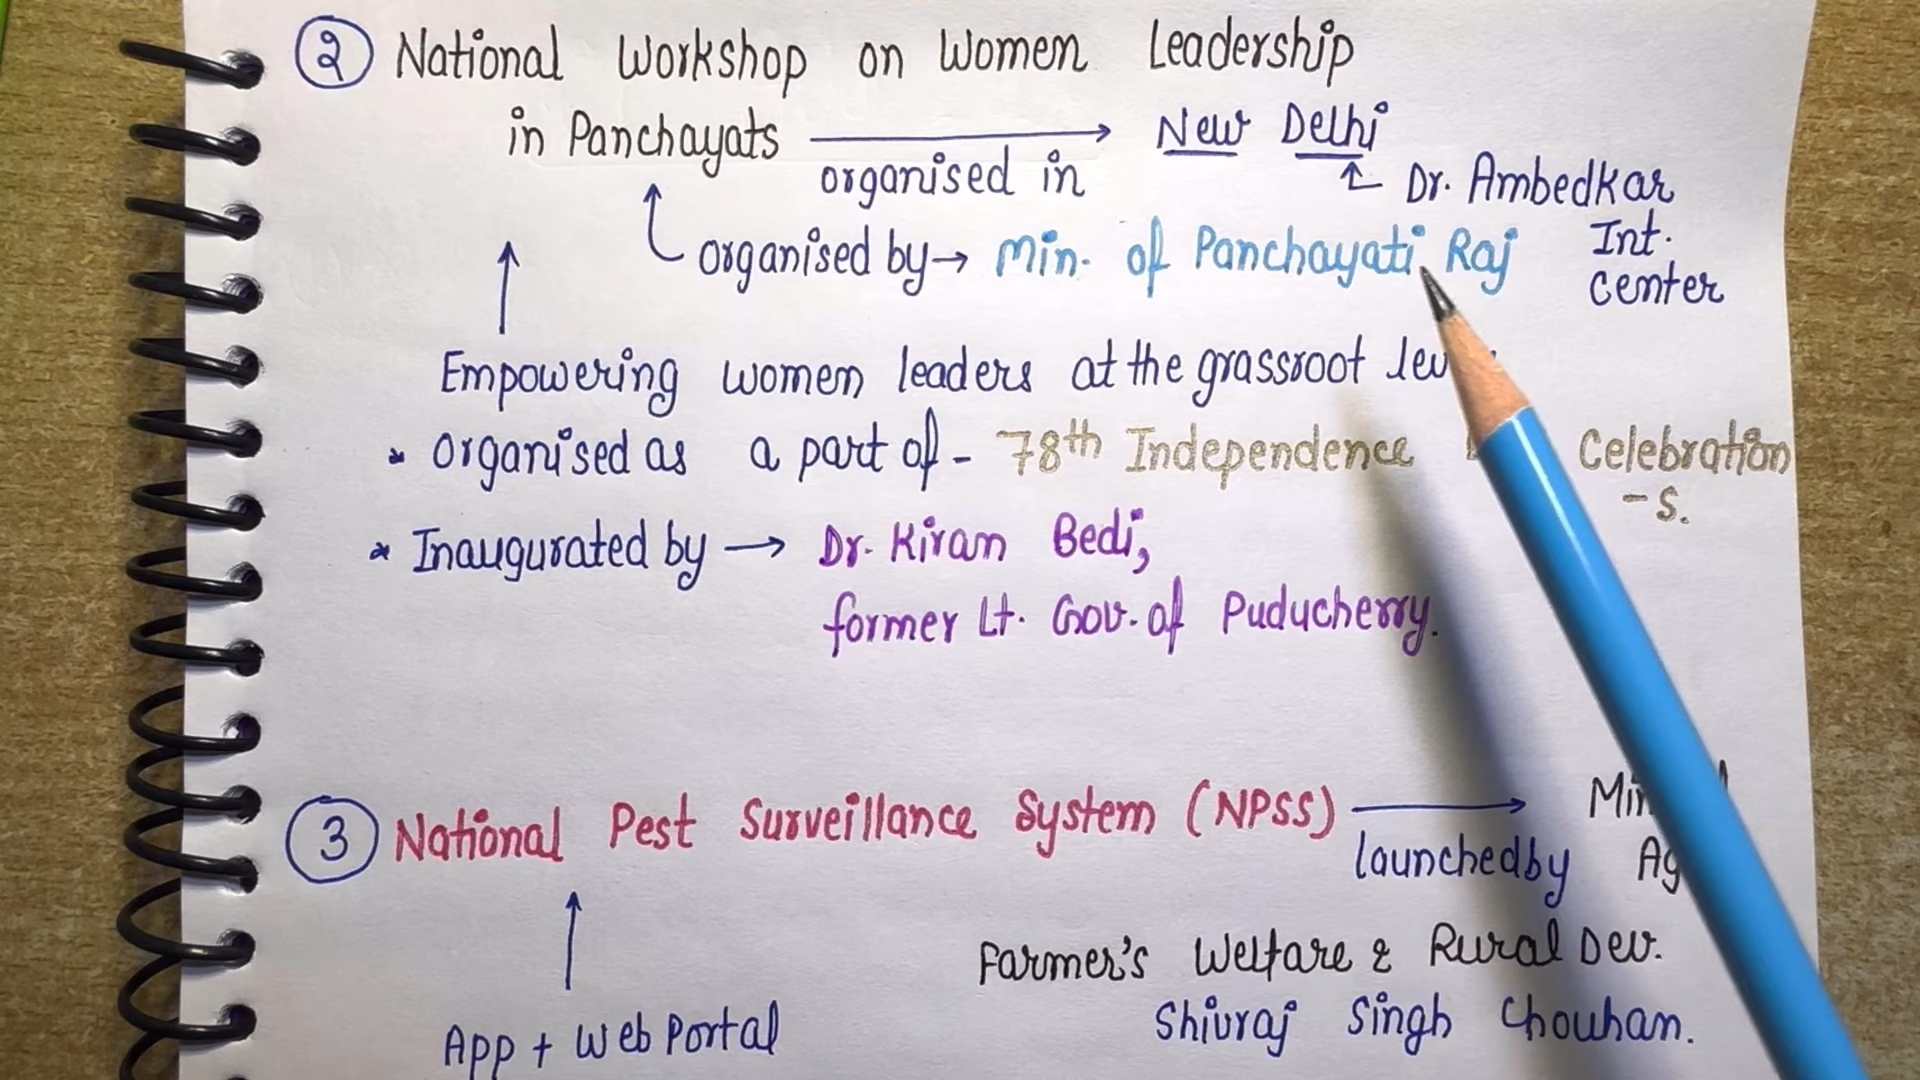 ② National Workshop on Women Leadership
in Panchayats → New Delhi
organised in ↑ Dr. Ambedkar
Int.
center
organised by → Min. of Panchayati Raj
Empowering women leaders at the grassroot
* Organised as a part of - 78th Independence Celebration
-s.
* Inaugurated by → Dr. Kiran Bedi,
former Lt. Gov. of Puducherry.
③ National Pest Surveillance System (NPSS) →
launched by
Farmer's Welfare & Rural Dev.
Shivraj Singh Chouhan.
App + Web Portal